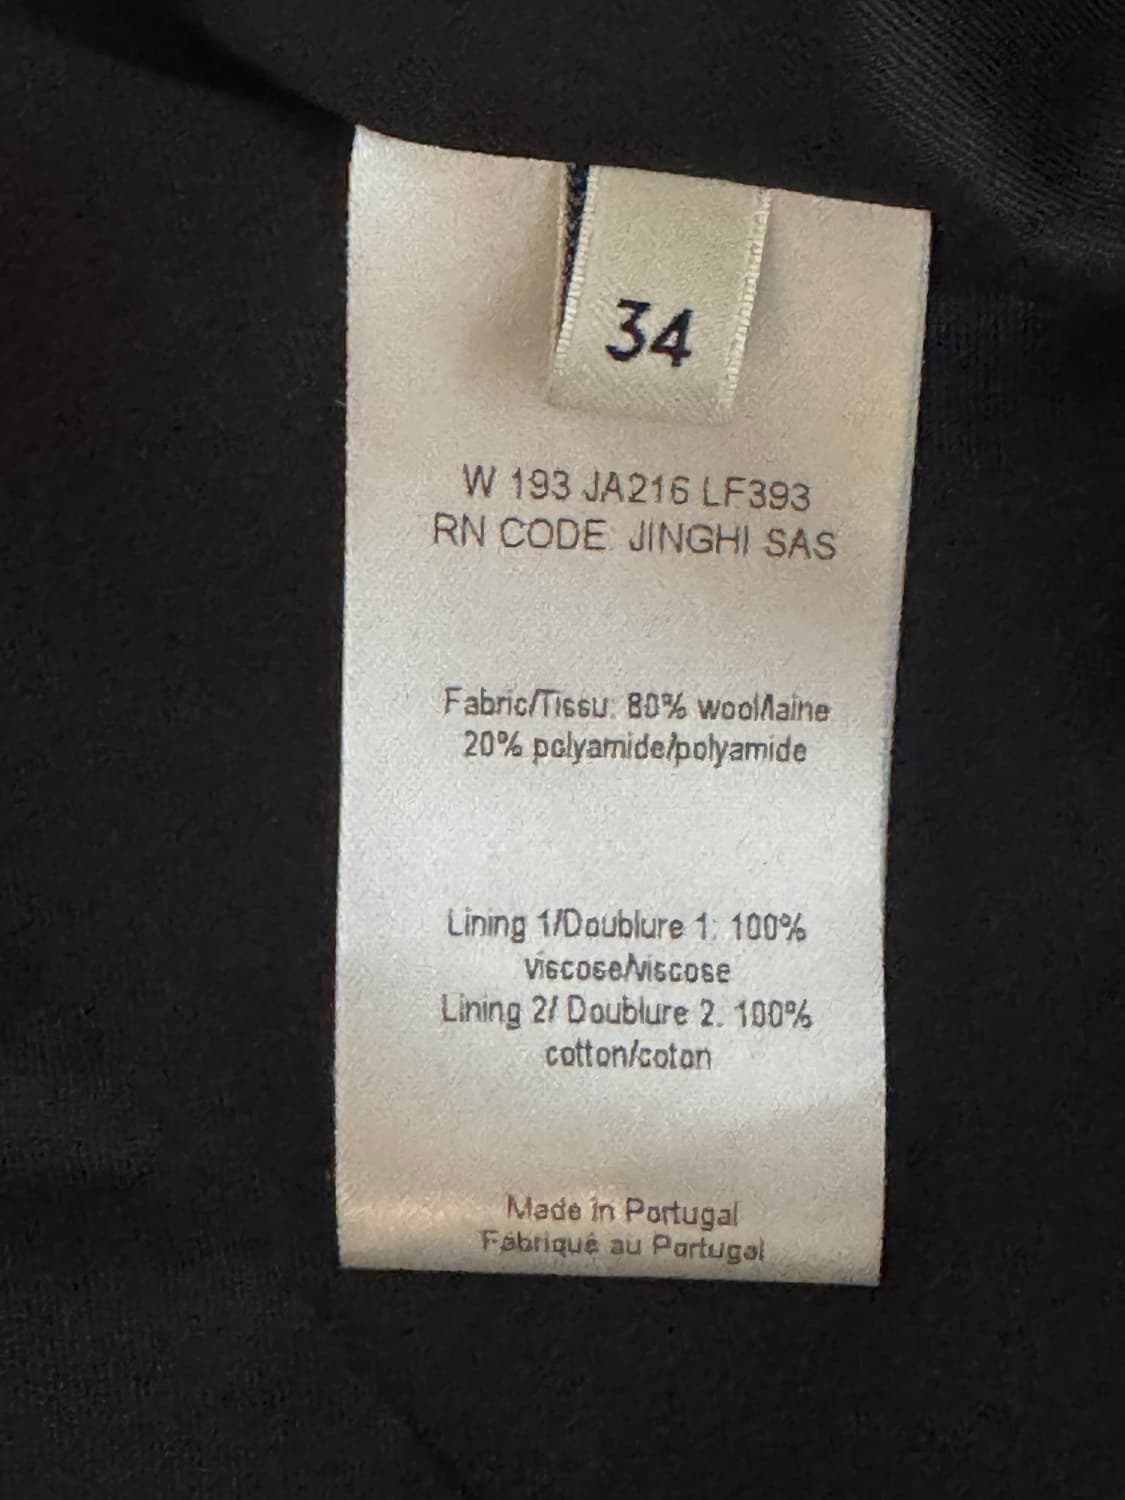 34
W 193 JA216 LF393
RN CODE: JINGHI SAS
Fabric/Tissu: 80% wool/laine
20% polyamide/polyamide
Lining 1/Doublure 1: 100%
viscose/viscose
Lining 2/ Doublure 2: 100%
cotton/coton
Made in Portugal
Fabriqué au Portugal